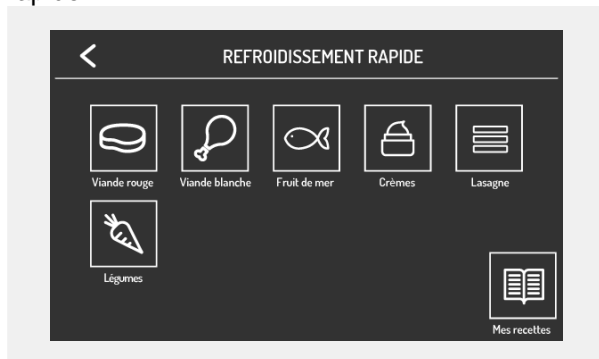 REFROIDISSEMENT RAPIDE
Viande rouge
Viande blanche
Fruit de mer
Crèmes
Lasagne
Légumes
Mes recettes